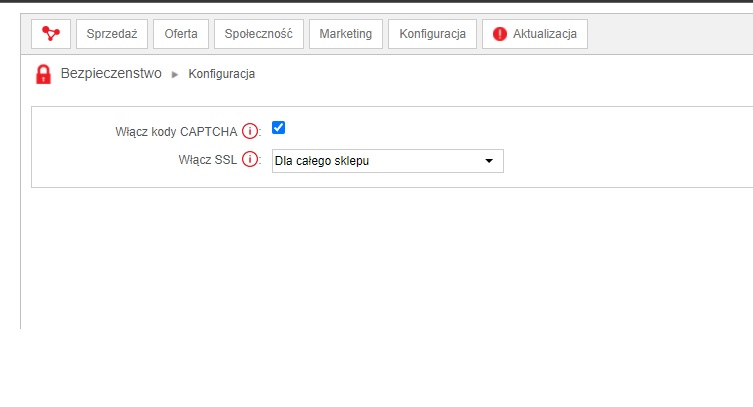 Sprzedaż Oferta Społeczność Marketing Konfiguracja Aktualizacja
Bezpieczenstwo Konfiguracja
Włącz kody CAPTCHA :
Włącz SSL : Dla całego sklepu